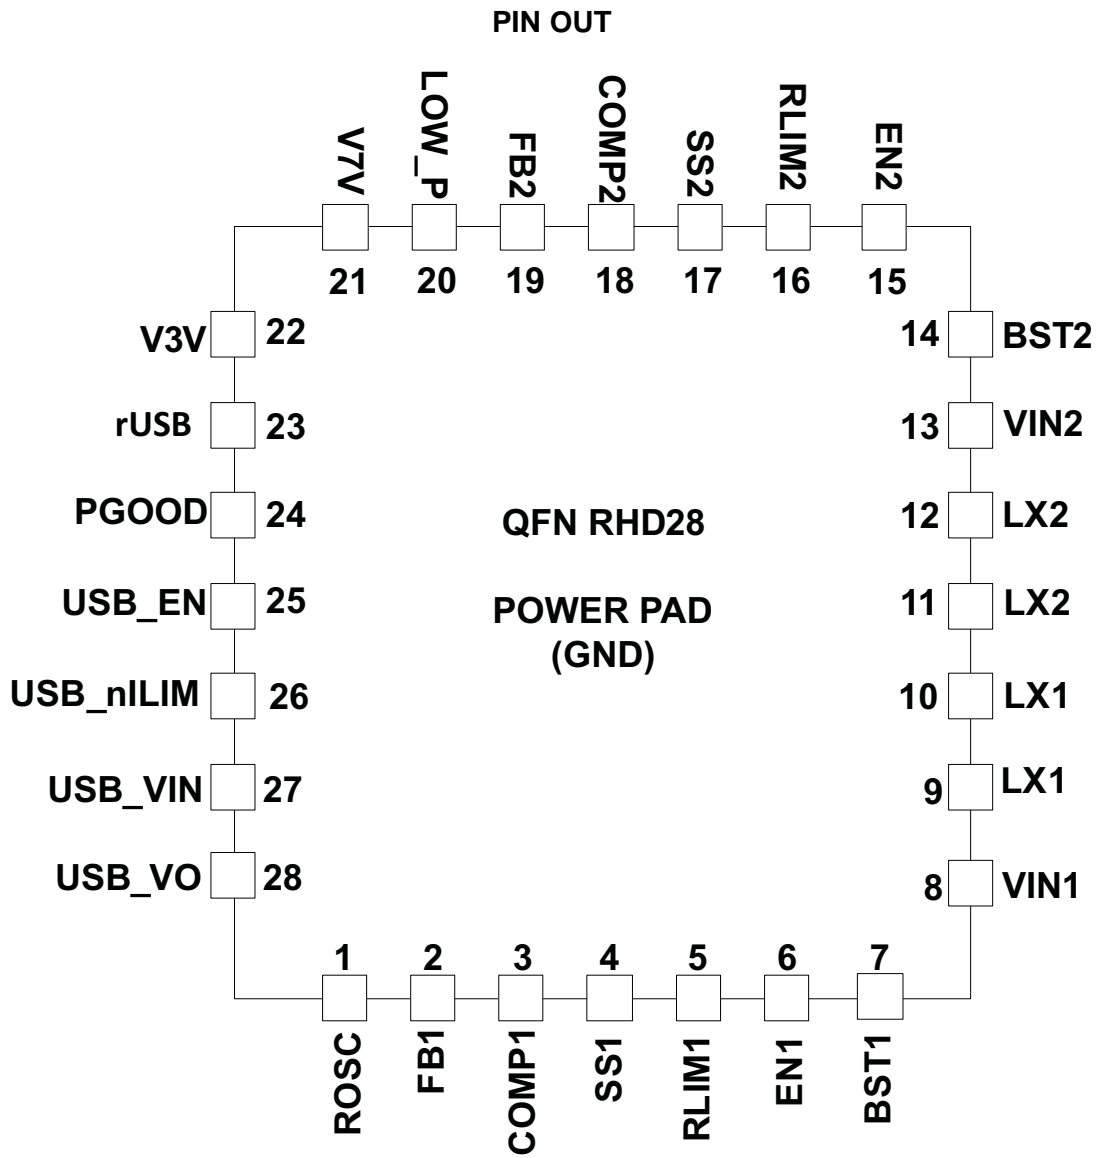 PIN OUT
V7V
LOW_P
FB2
COMP2
SS2
RLIM2
EN2
21
20
19
18
17
16
15
V3V 22
14 BST2
rUSB 23
13 VIN2
PGOOD 24
12 LX2
USB_EN 25
11 LX2
USB_nILIM 26
10 LX1
USB_VIN 27
9 LX1
USB_VO 28
8 VIN1
QFN RHD28
POWER PAD
(GND)
1
2
3
4
5
6
7
ROSC
FB1
COMP1
SS1
RLIM1
EN1
BST1